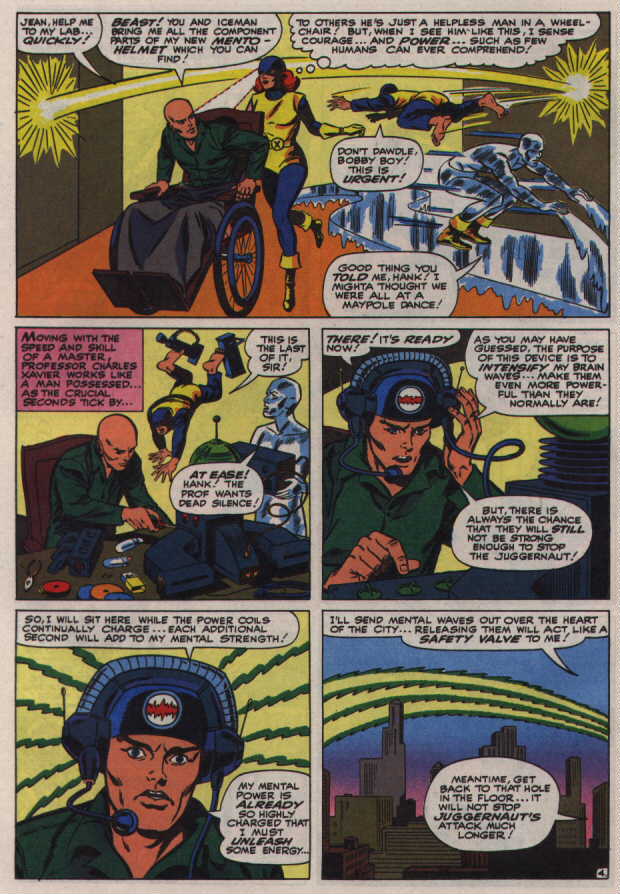 JEAN, HELP ME
TO MY LAB...
QUICKLY!
BEAST! YOU AND ICEMAN
BRING ME ALL THE COMPONENT
PARTS OF MY NEW MENTO-
HELMET WHICH YOU CAN
FIND!
TO OTHERS HE'S JUST A HELPLESS MAN IN A WHEEL-
CHAIR! BUT, WHEN I SEE HIM LIKE THIS, I SENSE
COURAGE... AND POWER... SUCH AS FEW
HUMANS CAN EVER COMPREHEND!
DON'T DAWDLE,
BOBBY BOY!
THIS IS
URGENT!
GOOD THING YOU
TOLD ME, HANK! I
MIGHTA THOUGHT WE
WERE ALL AT A
MAYPOLE DANCE!
MOVING WITH THE
SPEED AND SKILL
OF A MASTER,
PROFESSOR CHARLES
XAVIER WORKS LIKE
A MAN POSSESSED...
AS THE CRUCIAL
SECONDS TICK BY...
THIS IS
THE LAST
OF IT,
SIR!
AT EASE!
HANK! THE
PROF WANTS
DEAD SILENCE!
THERE! IT'S READY
NOW!
AS YOU MAY HAVE
GUESSED, THE PURPOSE
OF THIS DEVICE IS TO
INTENSIFY MY BRAIN
WAVES... MAKE THEM
EVEN MORE POWER-
FUL THAN THEY
NORMALLY ARE!
BUT, THERE IS
ALWAYS THE CHANCE
THAT THEY WILL STILL
NOT BE STRONG
ENOUGH TO STOP
THE JUGGERNAUT!
SO, I WILL SIT HERE WHILE THE POWER COILS
CONTINUALLY CHARGE... EACH ADDITIONAL
SECOND WILL ADD TO MY MENTAL STRENGTH!
MY MENTAL
POWER IS
ALREADY
SO HIGHLY
CHARGED THAT
I MUST
UNLEASH
SOME ENERGY...
I'LL SEND MENTAL WAVES OUT OVER THE HEART
OF THE CITY... RELEASING THEM WILL ACT LIKE A
SAFETY VALVE TO ME!
MEANTIME, GET
BACK TO THAT HOLE
IN THE FLOOR... IT
WILL NOT STOP
JUGGERNAUT'S
ATTACK MUCH
LONGER!
4